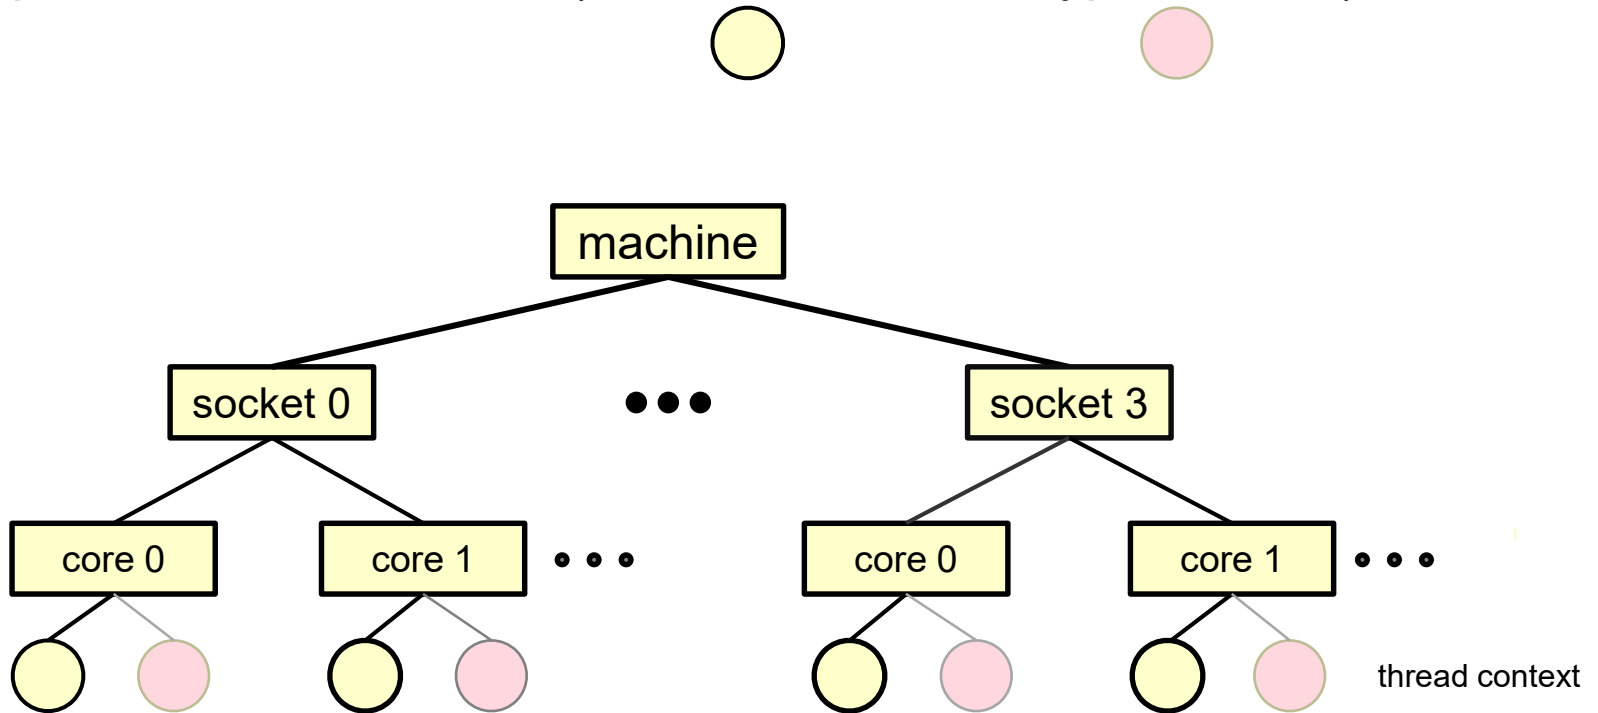 machine
socket 0
socket 3
core 0
core 1
core 0
core 1
thread context